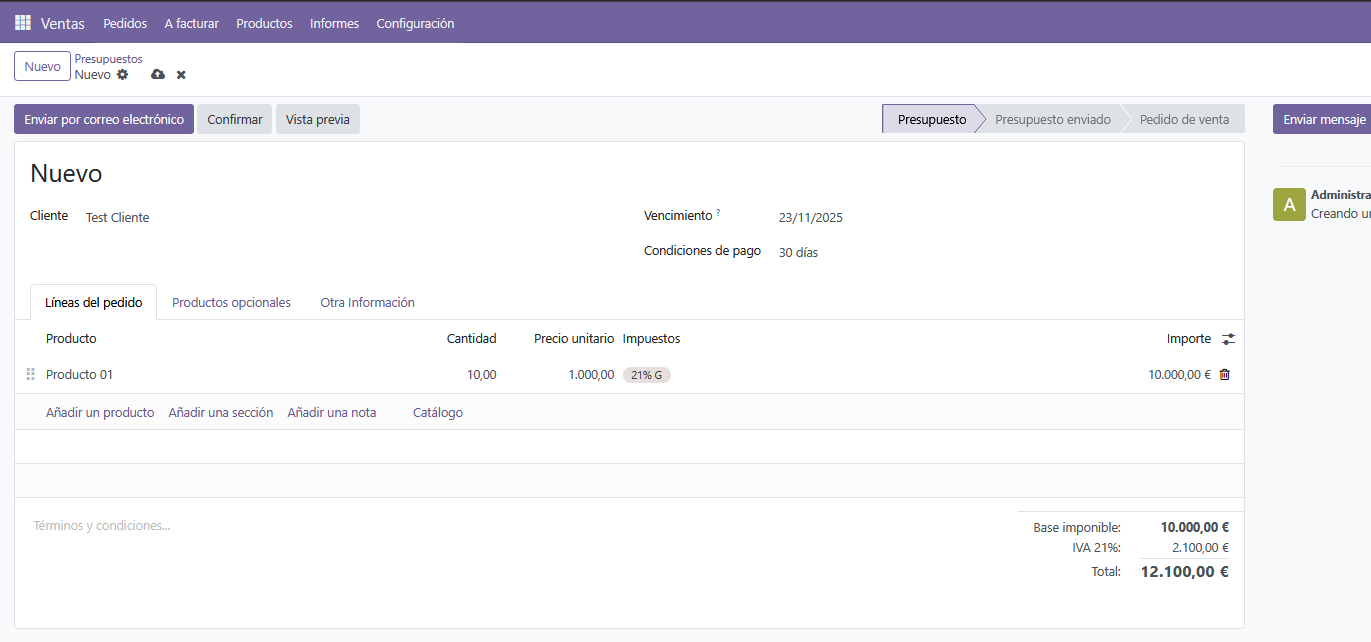 Ventas Pedidos A facturar Productos Informes Configuración
Nuevo Presupuestos
Nuevo
Enviar por correo electrónico Confirmar Vista previa Presupuesto Presupuesto enviado Pedido de venta Enviar mensaje
Nuevo
Cliente Test Cliente Vencimiento ? 23/11/2025
Condiciones de pago 30 días
A Administra
Creando un
Líneas del pedido Productos opcionales Otra Información
Producto Cantidad Precio unitario Impuestos Importe
Producto 01 10,00 1.000,00 21% G 10.000,00 €
Añadir un producto Añadir una sección Añadir una nota Catálogo
Términos y condiciones...
Base imponible: 10.000,00 €
IVA 21%: 2.100,00 €
Total: 12.100,00 €